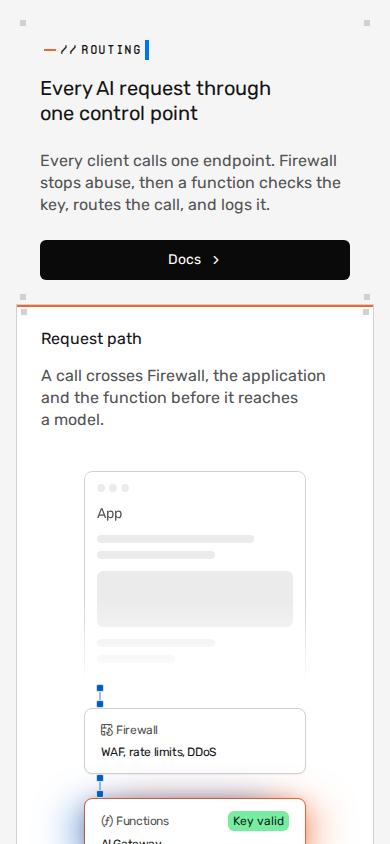 // ROUTING
Every AI request through
one control point
Every client calls one endpoint. Firewall
stops abuse, then a function checks the
key, routes the call, and logs it.
Docs
Request path
A call crosses Firewall, the application
and the function before it reaches
a model.
App
Firewall
WAF, rate limits, DDoS
Functions
Key valid
AI Gateway